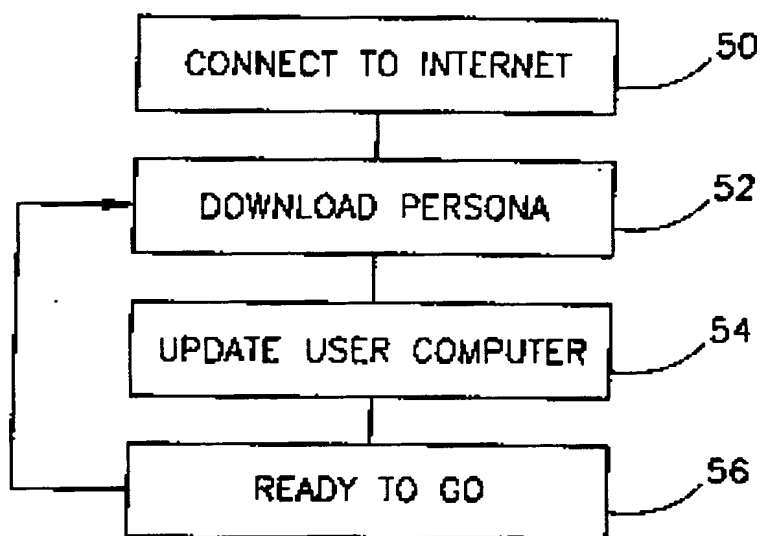 CONNECT TO INTERNET
50
DOWNLOAD PERSONA
52
UPDATE USER COMPUTER
54
READY TO GO
56